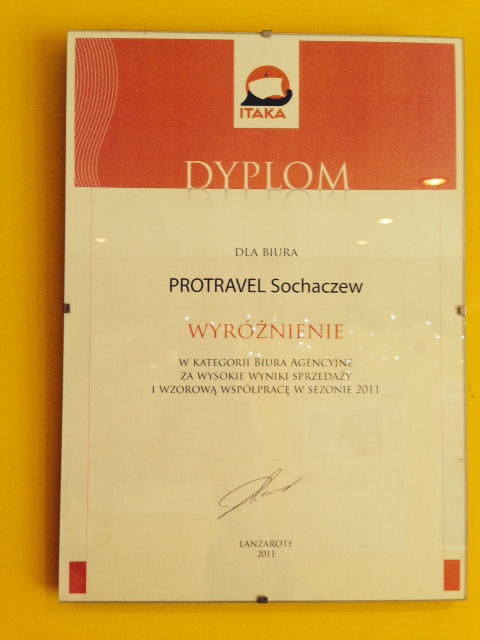 ITAKA
DYPLOM
DLA BIURA
PROTRAVEL Sochaczew
WYRÓŻNIENIE
W KATEGORII BIURA AGENCYJNE
ZA WYSOKIE WYNIKI SPRZEDAŻY
I WZOROWĄ WSPÓŁPRACĘ W SEZONIE 2011
LANZAROTE
2011